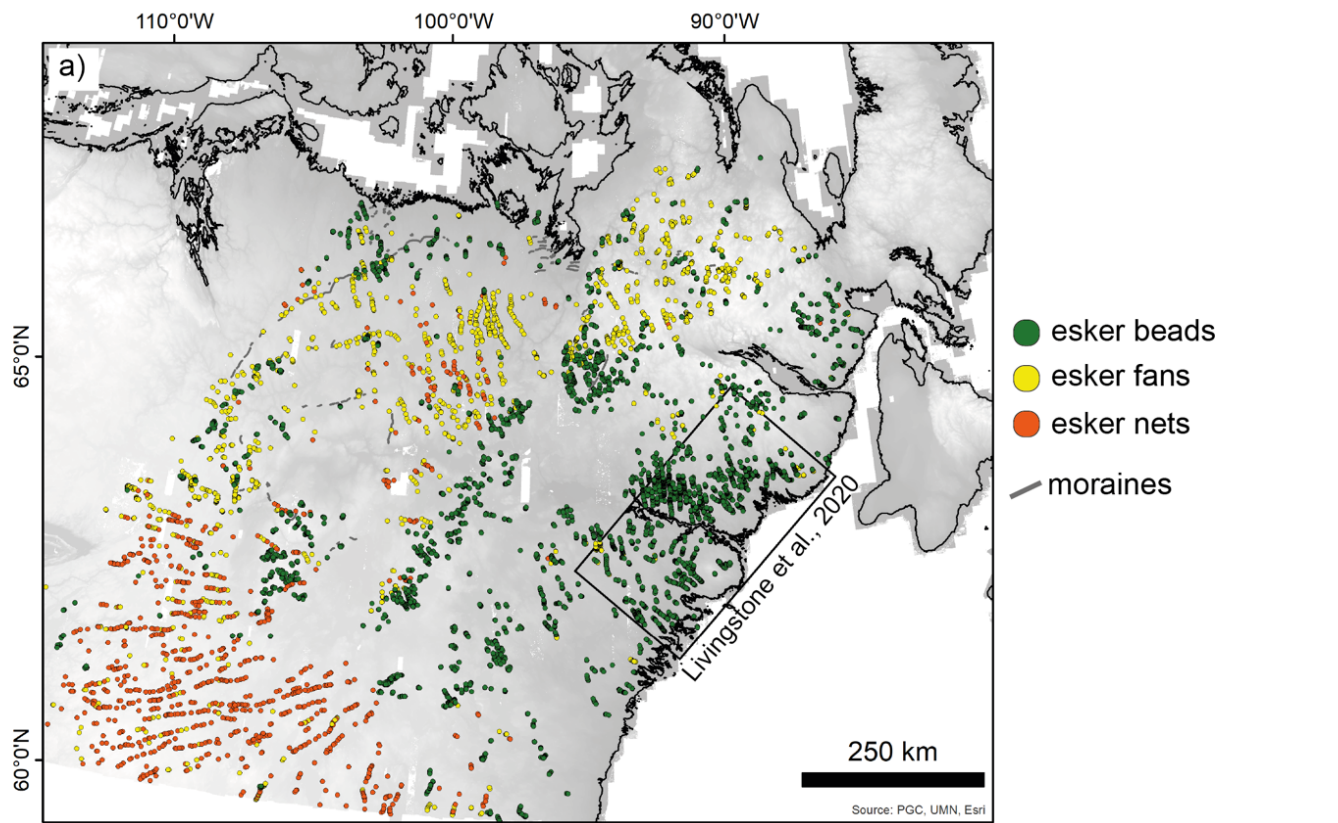 110°0'W
100°0'W
90°0'W
a)
65°0'N
60°0'N
Livingstone et al., 2020
250 km
Source: PGC, UMN, Esri
esker beads
esker fans
esker nets
moraines